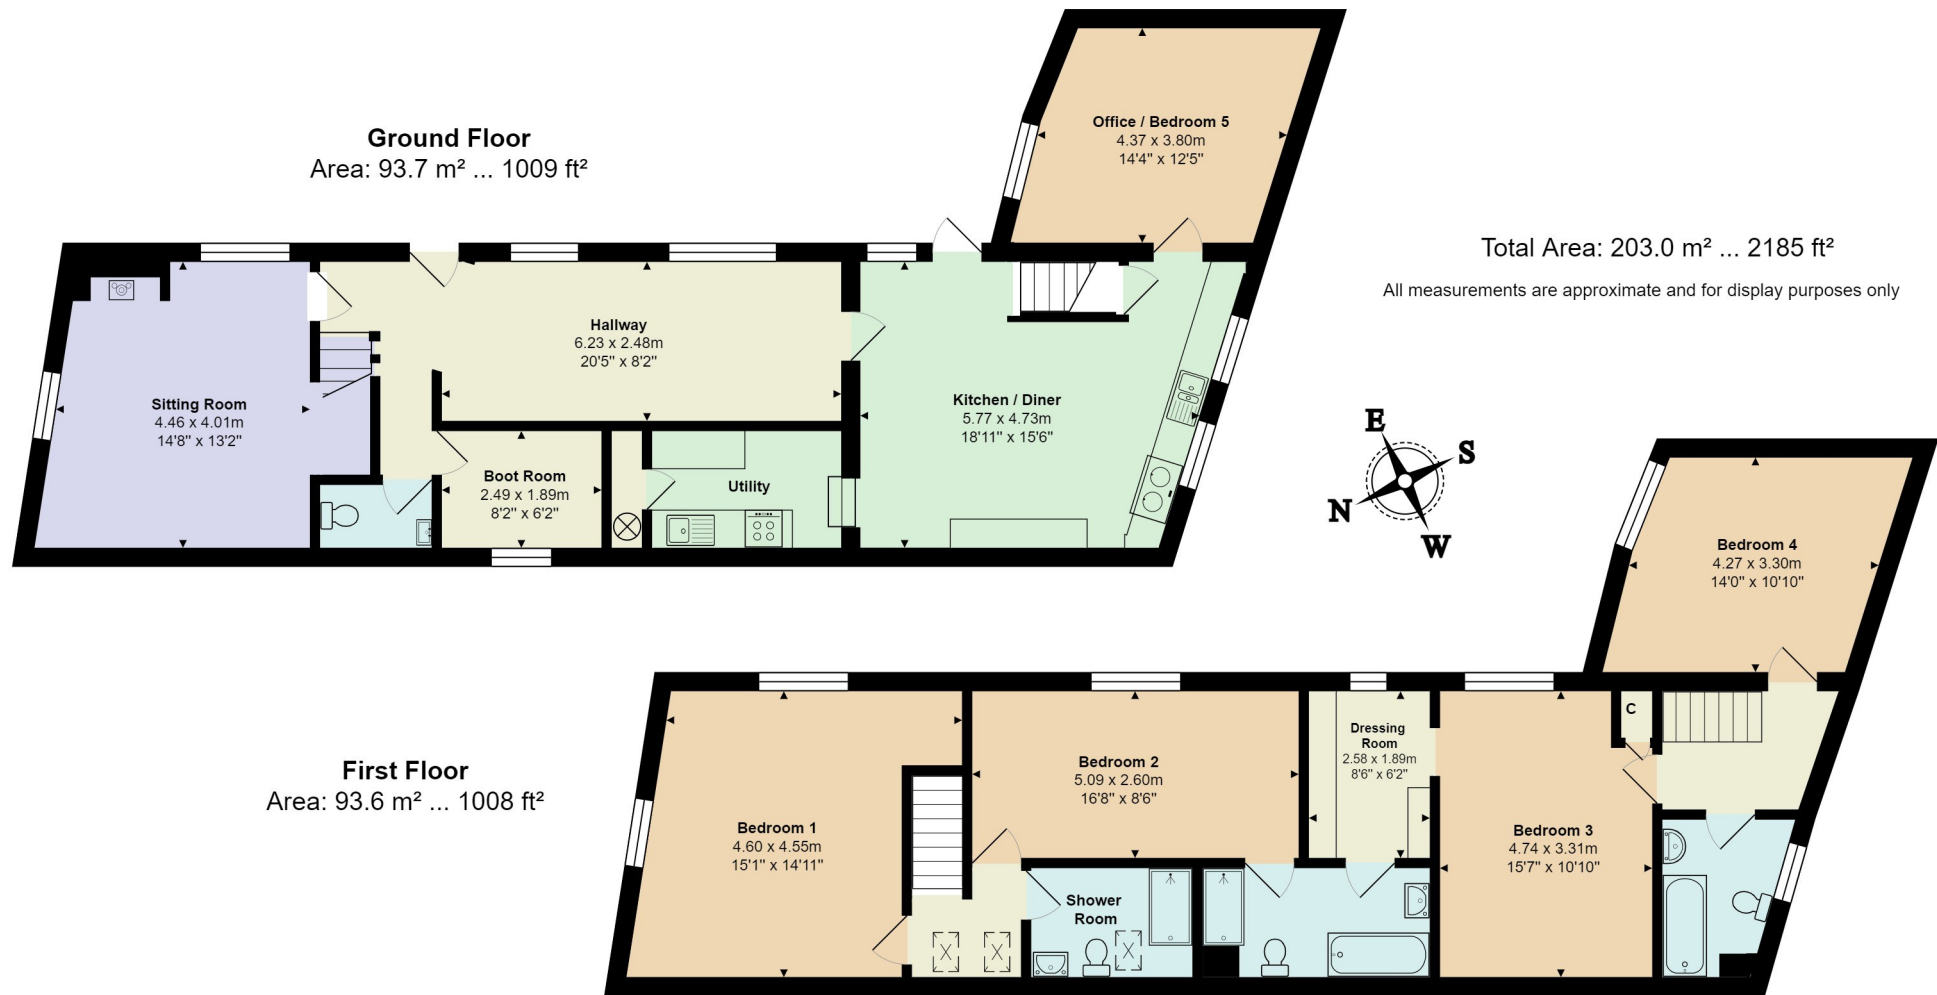 Ground Floor
Area: 93.7 m² ... 1009 ft²
Office / Bedroom 5
4.37 x 3.80m
14'4" x 12'5"
Total Area: 203.0 m² ... 2185 ft²
All measurements are approximate and for display purposes only
Hallway
6.23 x 2.48m
20'5" x 8'2"
Sitting Room
4.46 x 4.01m
14'8" x 13'2"
Kitchen / Diner
5.77 x 4.73m
18'11" x 15'6"
Boot Room
2.49 x 1.89m
8'2" x 6'2"
Utility
E
S
N
W
Bedroom 4
4.27 x 3.30m
14'0" x 10'10"
First Floor
Area: 93.6 m² ... 1008 ft²
Bedroom 1
4.60 x 4.55m
15'1" x 14'11"
Bedroom 2
5.09 x 2.60m
16'8" x 8'6"
Dressing
Room
2.58 x 1.89m
8'6" x 6'2"
C
Bedroom 3
4.74 x 3.31m
15'7" x 10'10"
Shower
Room